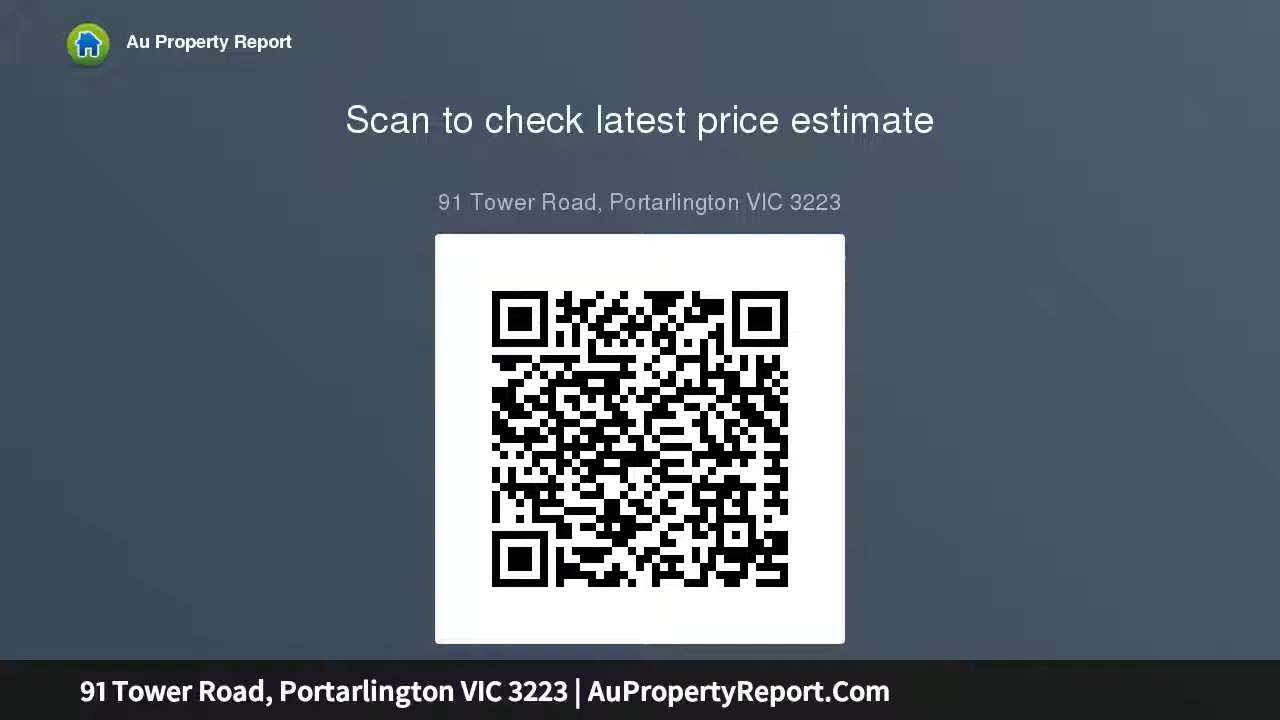 Au Property Report
Scan to check latest price estimate
91 Tower Road, Portarlington VIC 3223
91 Tower Road, Portarlington VIC 3223 | AuPropertyReport.Com